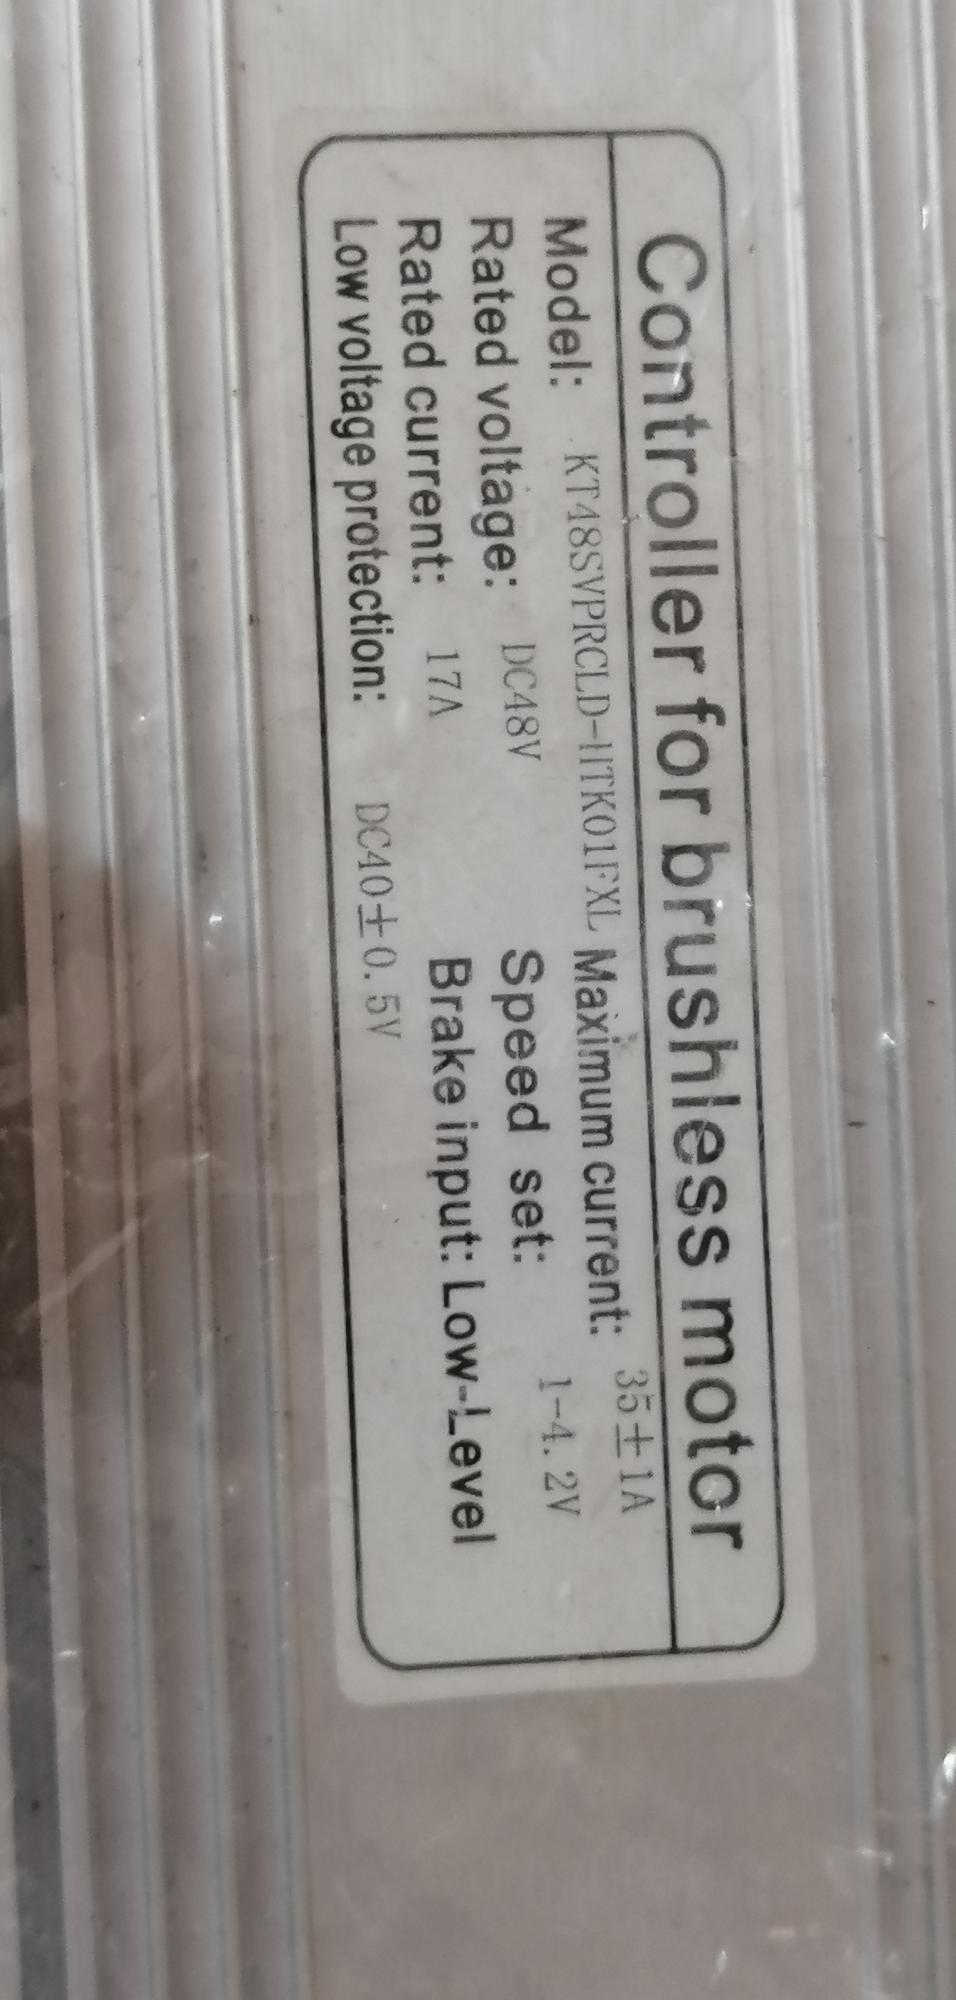 Controller for brushless motor
Model: KT48SVPRCLD-HTK01FXL Maximum current: 35±1A
Rated voltage: DC48V Speed set: 1-4.2V
Rated current: 17A Brake input: Low-Level
Low voltage protection: DC40±0.5V